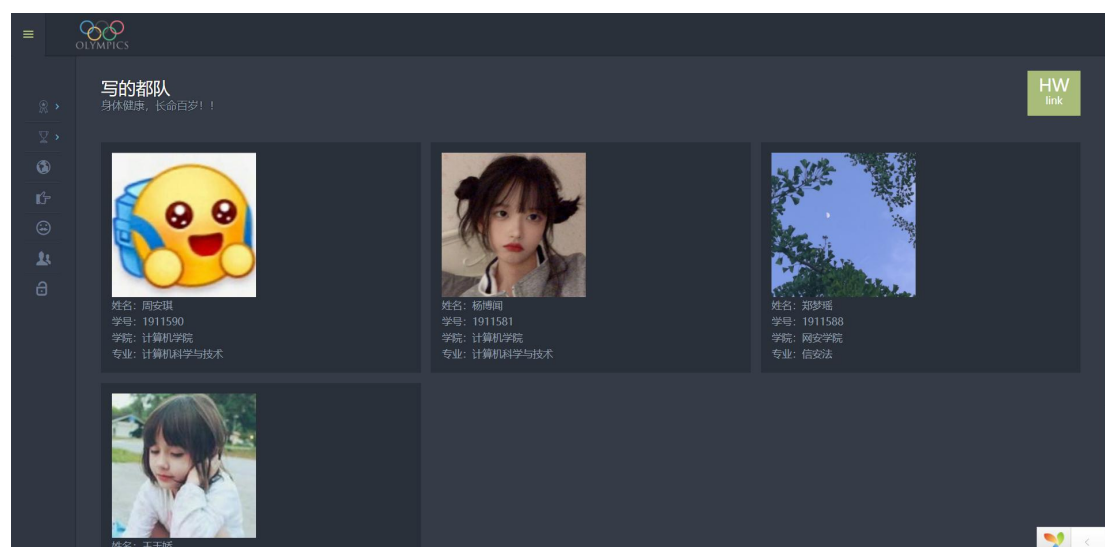 OLYMPICS
写的都队
身体健康，长命百岁！！
HW
link
姓名：周安琪
学号：1911590
学院：计算机学院
专业：计算机科学与技术
姓名：杨博闻
学号：1911581
学院：计算机学院
专业：计算机科学与技术
姓名：郑梦瑶
学号：1911588
学院：网安学院
专业：信安法
姓名：